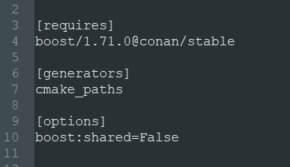 2
3 [requires]
4 boost/1.71.0@conan/stable
5
6 [generators]
7 cmake_paths
8
9 [options]
10 boost:shared=False
11